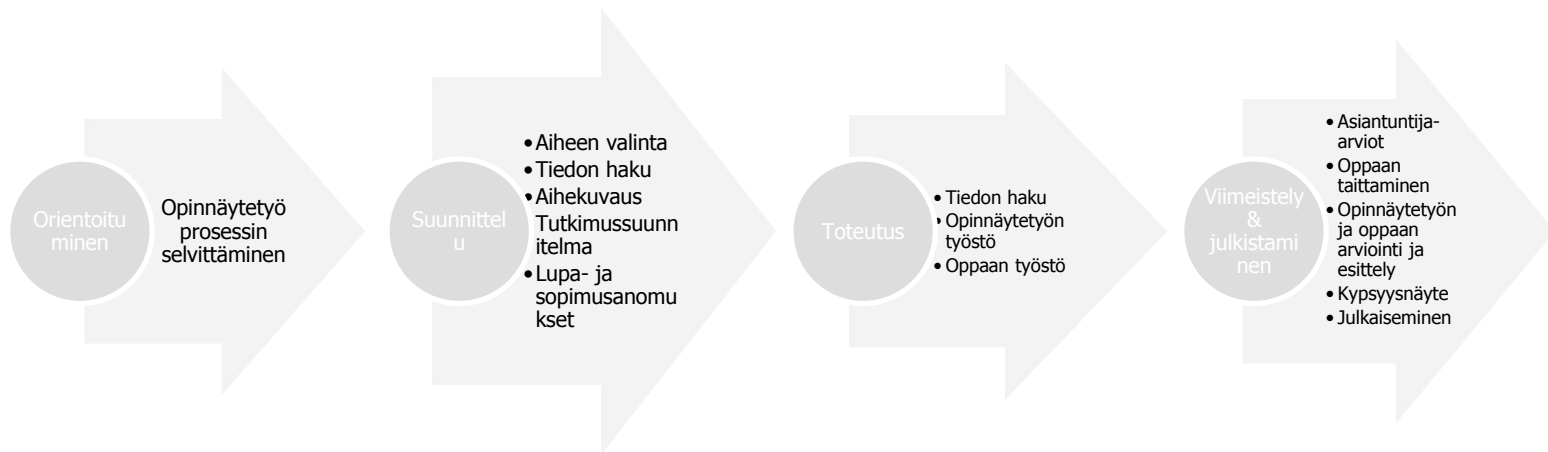 Orientoitu
minen
Opinnäytetyö
prosessin
selvittäminen
Suunnittel
u
•Aiheen valinta
•Tiedon haku
•Aihekuvaus
Tutkimussuunn
itelma
•Lupa- ja
sopimusanomu
kset
Toteutus
•Tiedon haku
•Opinnäytetyön
työstö
•Oppaan työstö
Viimeistely
&
julkistami
nen
•Asiantuntija-
arviot
•Oppaan
taittaminen
•Opinnäytetyön
ja oppaan
arviointi ja
esittely
•Kypsyysnäyte
•Julkaiseminen